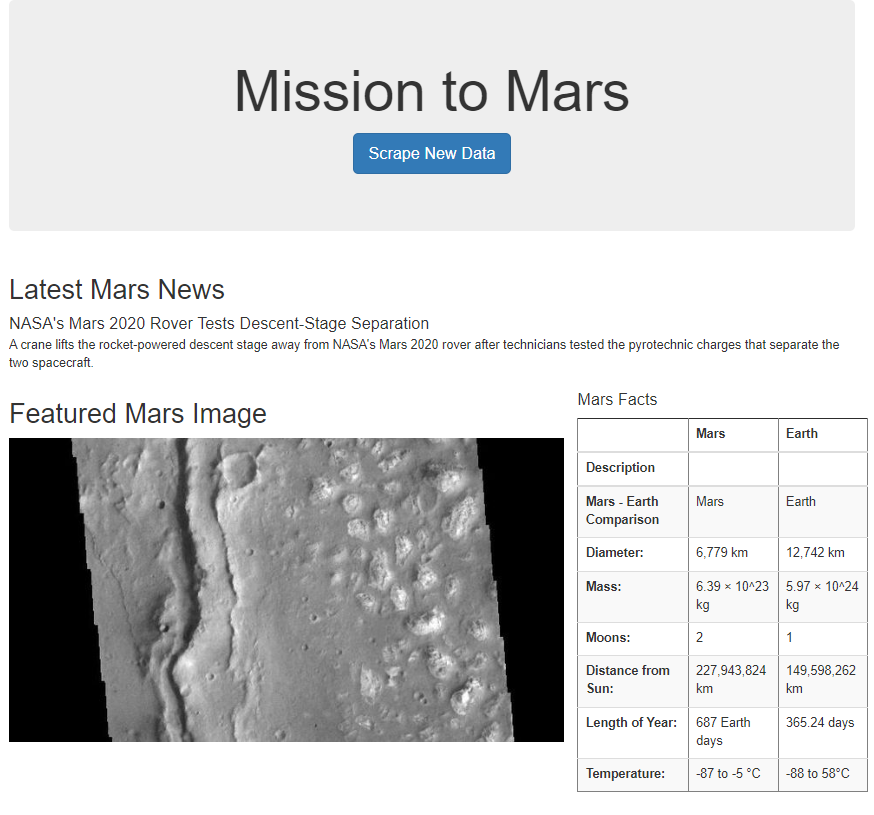 Mission to Mars
Scrape New Data
Latest Mars News
NASA's Mars 2020 Rover Tests Descent-Stage Separation
A crane lifts the rocket-powered descent stage away from NASA's Mars 2020 rover after technicians tested the pyrotechnic charges that separate the
two spacecraft.
Featured Mars Image
Mars Facts
Mars Earth
Description
Mars - Earth Comparison Mars Earth
Diameter: 6,779 km 12,742 km
Mass: 6.39 × 10^23 kg 5.97 × 10^24 kg
Moons: 2 1
Distance from Sun: 227,943,824 km 149,598,262 km
Length of Year: 687 Earth days 365.24 days
Temperature: -87 to -5 °C -88 to 58°C